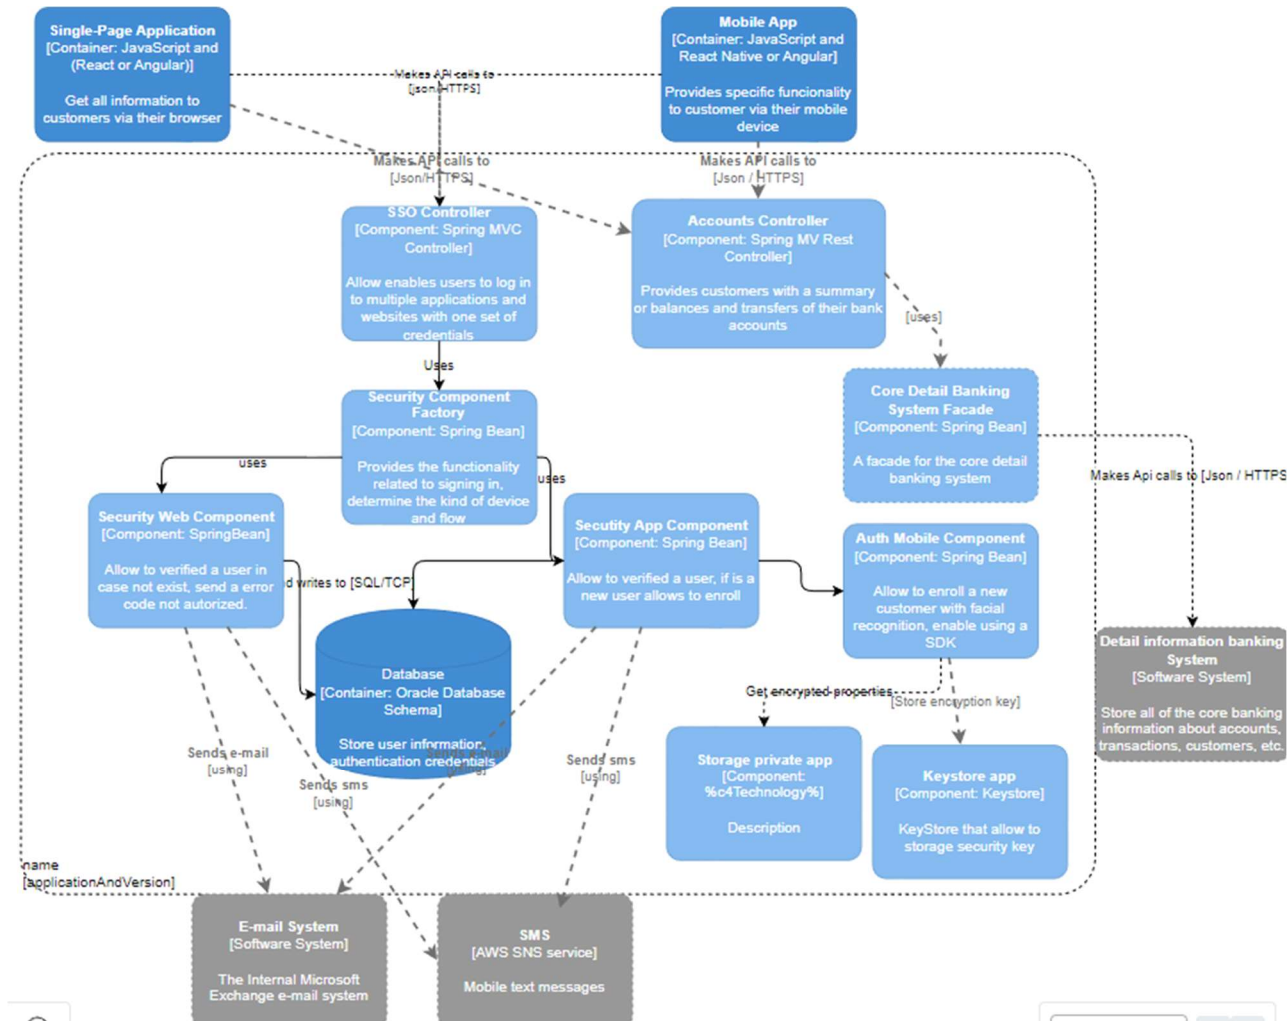 Single-Page Application
[Container: JavaScript and
(React or Angular)]
Get all information to
customers via their browser
Mobile App
[Container: JavaScript and
React Native or Angular]
Provides specific funcionality
to customer via their mobile
device
Makes API calls to
[json/HTTPS]
Makes API calls to
[Json/HTTPS]
Makes API calls to
[Json / HTTPS]
SSO Controller
[Component: Spring MVC
Controller]
Allow enables users to log in
to multiple applications and
websites with one set of
credentials
Accounts Controller
[Component: Spring MV Rest
Controller]
Provides customers with a summary
or balances and transfers of their bank
accounts
[uses]
Uses
Security Component
Factory
[Component: Spring Bean]
Provides the functionality
related to signing in,
determine the kind of device
and flow
Core Detail Banking
System Facade
[Component: Spring Bean]
A facade for the core detail
banking system
Makes Api calls to [Json / HTTPS
uses
uses
Security Web Component
[Component: SpringBean]
Allow to verified a user in
case not exist, send a error
code not autorized.
Secutity App Component
[Component: Spring Bean]
Allow to verified a user, if is a
new user allows to enroll
Auth Mobile Component
[Component: Spring Bean]
Allow to enroll a new
customer with facial
recognition, enable using a
SDK
writes to [SQL/TCP]
Database
[Container: Oracle Database
Schema]
Store user information,
authentication credentials
Detail information banking
System
[Software System]
Store all of the core banking
information about accounts,
transactions, customers, etc.
Get encrypted properties
[Store encryption key]
Sends e-mail
[using]
Sends sms
[using]
Sends e-mail
[using]
Sends sms
[using]
Storage private app
[Component:
%c4Technology%]
Description
Keystore app
[Component: Keystore]
KeyStore that allow to
storage security key
name
[applicationAndVersion]
E-mail System
[Software System]
The Internal Microsoft
Exchange e-mail system
SMS
[AWS SNS service]
Mobile text messages